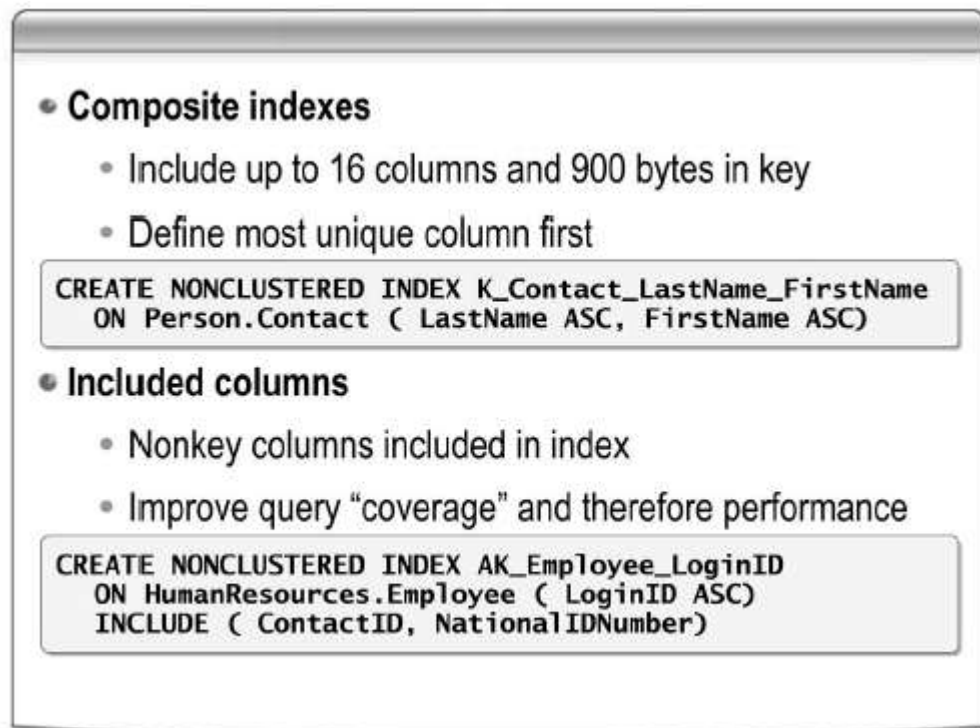 Composite indexes
Include up to 16 columns and 900 bytes in key
Define most unique column first
CREATE NONCLUSTERED INDEX K_Contact_LastName_FirstName
ON Person.Contact ( LastName ASC, FirstName ASC)
Included columns
Nonkey columns included in index
Improve query “coverage” and therefore performance
CREATE NONCLUSTERED INDEX AK_Employee_LoginID
ON HumanResources.Employee ( LoginID ASC)
INCLUDE ( ContactID, NationalIDNumber)